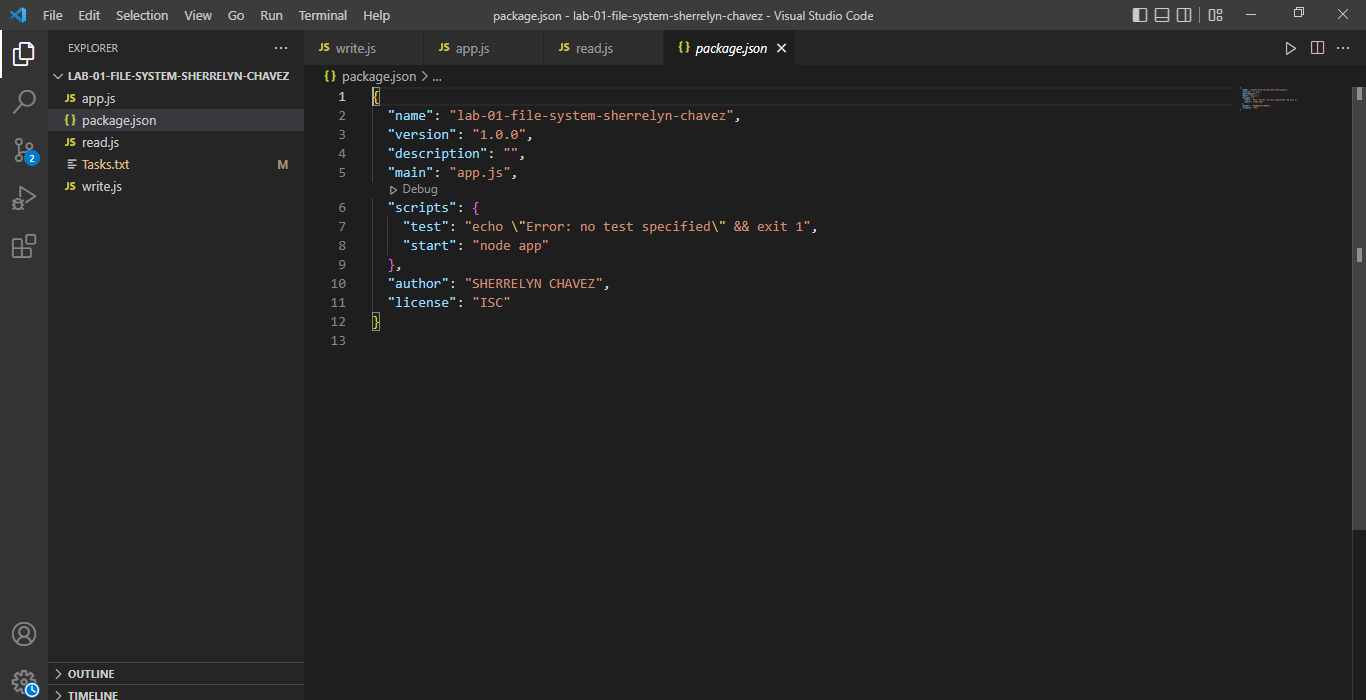 File Edit Selection View Go Run Terminal Help package.json - lab-01-file-system-sherrelyn-chavez - Visual Studio Code
EXPLORER ...
LAB-01-FILE-SYSTEM-SHERRELYN-CHAVEZ
JS app.js
{} package.json
JS read.js
Tasks.txt M
JS write.js
2
OUTLINE
TIMELINE
JS write.js JS app.js JS read.js {} package.json
{} package.json > ...
1 {
2 "name": "lab-01-file-system-sherrelyn-chavez",
3 "version": "1.0.0",
4 "description": "",
5 "main": "app.js",
Debug
6 "scripts": {
7 "test": "echo \"Error: no test specified\" && exit 1",
8 "start": "node app"
9 },
10 "author": "SHERRELYN CHAVEZ",
11 "license": "ISC"
12 }
13